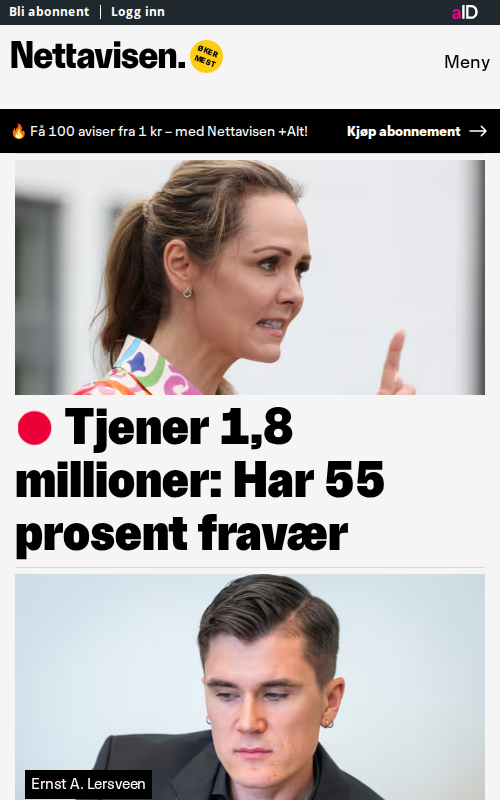 Bli abonnent | Logg inn
aID
Nettavisen.
ØKER
MEST
Meny
🔥 Få 100 aviser fra 1 kr – med Nettavisen +Alt!
Kjøp abonnement →
Tjener 1,8
millioner: Har 55
prosent fravær
Ernst A. Lersveen